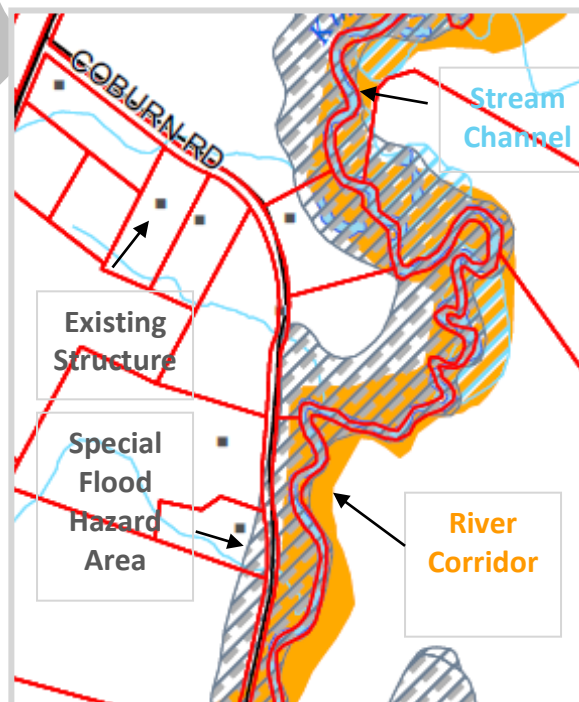 COBURN RD
Stream
Channel
Existing
Structure
Special
Flood
Hazard
Area
River
Corridor